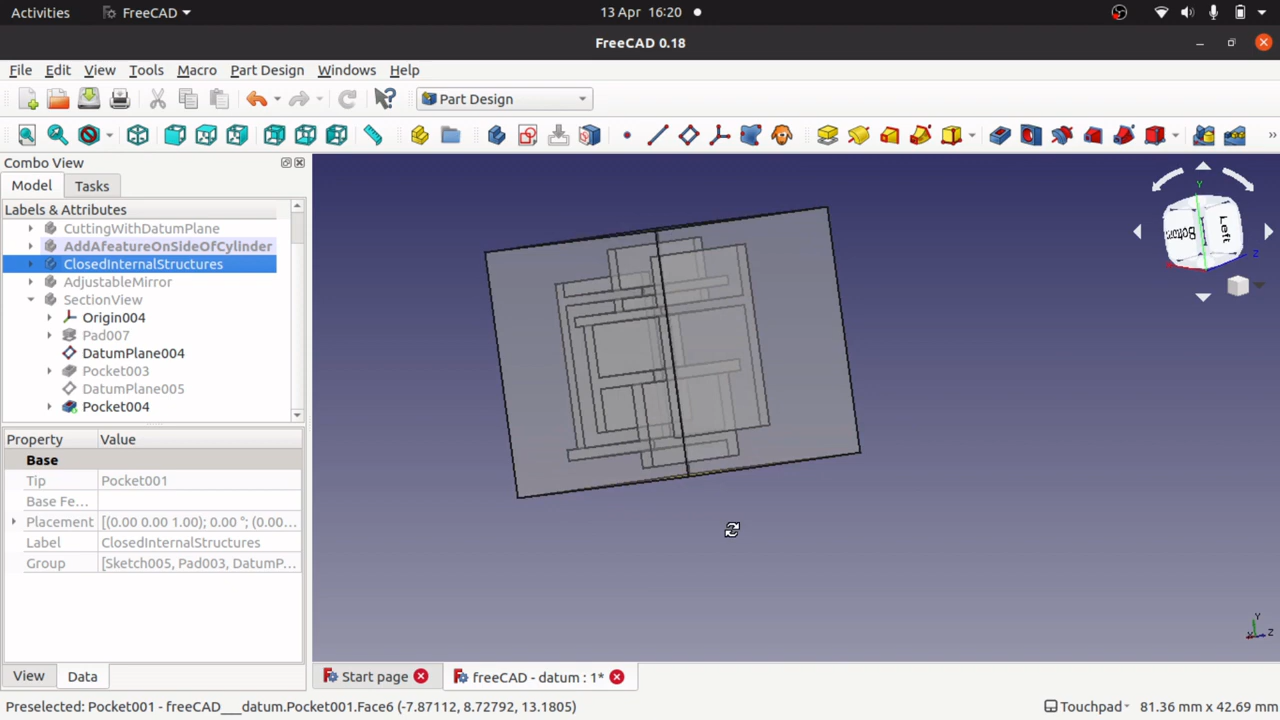 Activities FreeCAD 13 Apr 16:20
FreeCAD 0.18
File Edit View Tools Macro Part Design Windows Help
Part Design
Combo View
Model Tasks
Labels & Attributes
CuttingWithDatumPlane
AddAfeatureOnSideOfCylinder
ClosedInternalStructures
AdjustableMirror
SectionView
Origin004
Pad007
DatumPlane004
Pocket003
DatumPlane005
Pocket004
Property Value
Base
Tip Pocket001
Base Fe...
Placement [(0.00 0.00 1.00); 0.00 °; (0.00...
Label ClosedInternalStructures
Group [Sketch005, Pad003, DatumP...
View Data
Y
Bottom Left
Z
Y
Z
Start page freeCAD - datum : 1*
Preselected: Pocket001 - freeCAD___datum.Pocket001.Face6 (-7.87112, 8.72792, 13.1805) Touchpad 81.36 mm x 42.69 mm